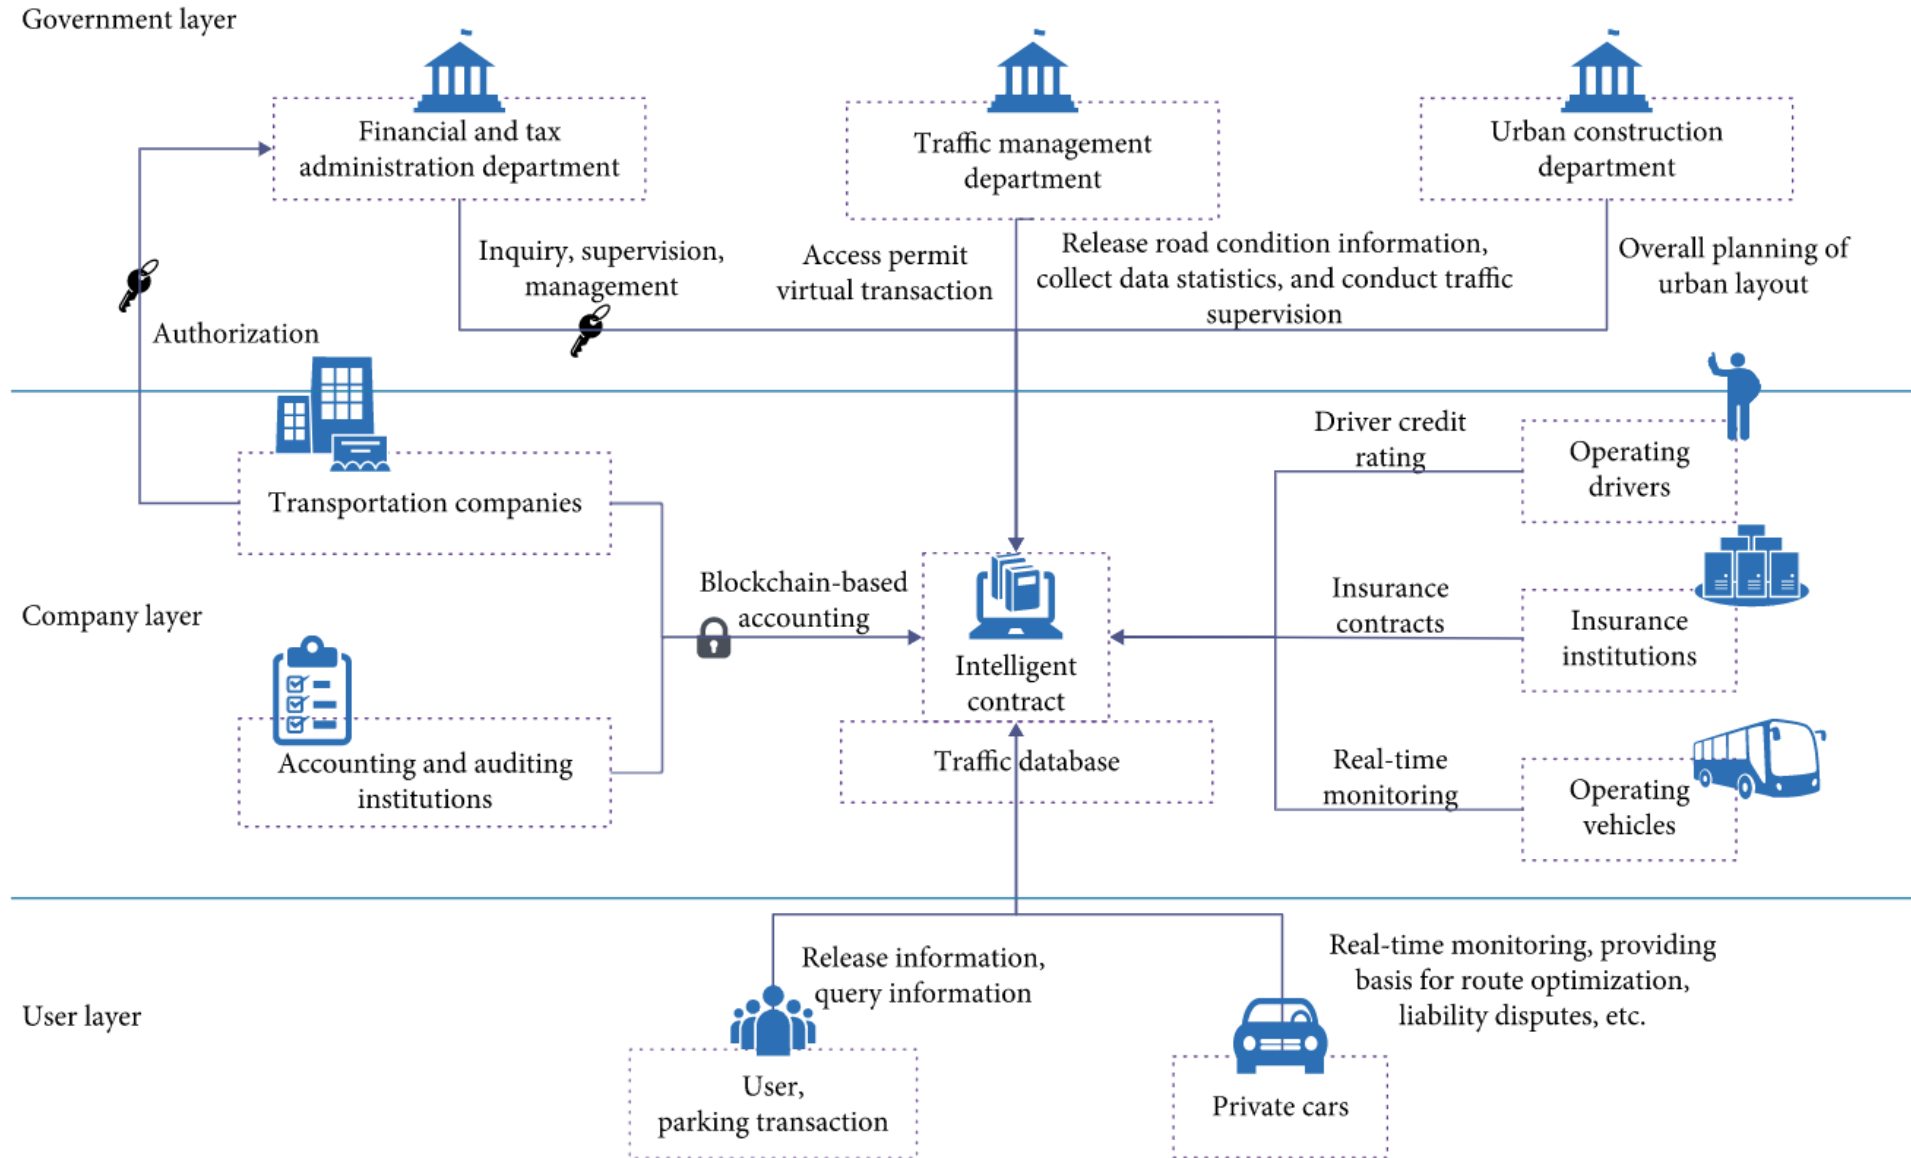 Government layer
Financial and tax
administration department
Traffic management
department
Urban construction
department
Inquiry, supervision,
management
Access permit
virtual transaction
Release road condition information,
collect data statistics, and conduct traffic
supervision
Overall planning of
urban layout
Authorization
Transportation companies
Driver credit
rating
Operating
drivers
Company layer
Blockchain-based
accounting
Intelligent
contract
Insurance
contracts
Insurance
institutions
Accounting and auditing
institutions
Traffic database
Real-time
monitoring
Operating
vehicles
User layer
Release information,
query information
Real-time monitoring, providing
basis for route optimization,
liability disputes, etc.
User,
parking transaction
Private cars